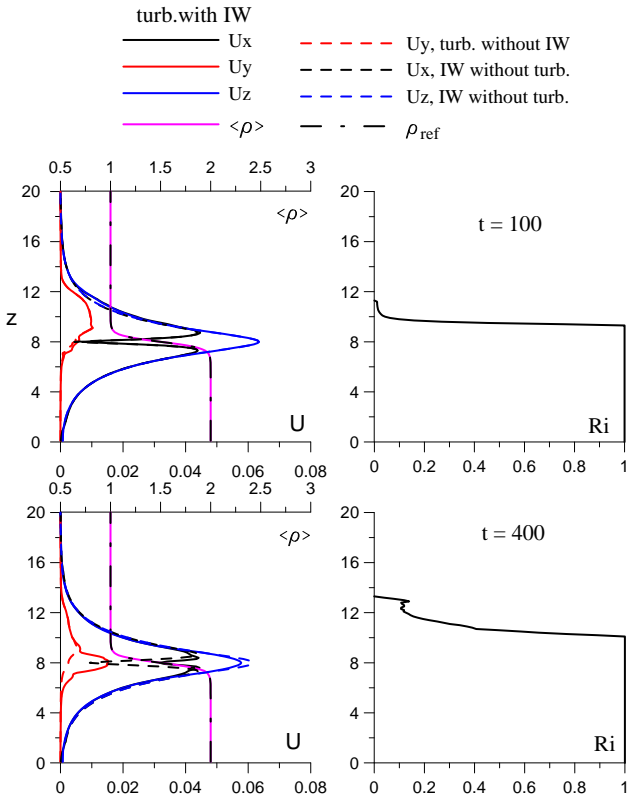 turb.with IW
Ux
Uy
Uz
<ρ>
Uy, turb. without IW
Ux, IW without turb.
Uz, IW without turb.
ρref
0.5 1 1.5 2 2.5 3
20
16
12
8
4
0
z
<ρ>
U
0 0.02 0.04 0.06 0.08
20
16
12
8
4
0
t = 100
Ri
0 0.2 0.4 0.6 0.8 1
0.5 1 1.5 2 2.5 3
20
16
12
8
4
0
<ρ>
U
0 0.02 0.04 0.06 0.08
20
16
12
8
4
0
t = 400
Ri
0 0.2 0.4 0.6 0.8 1